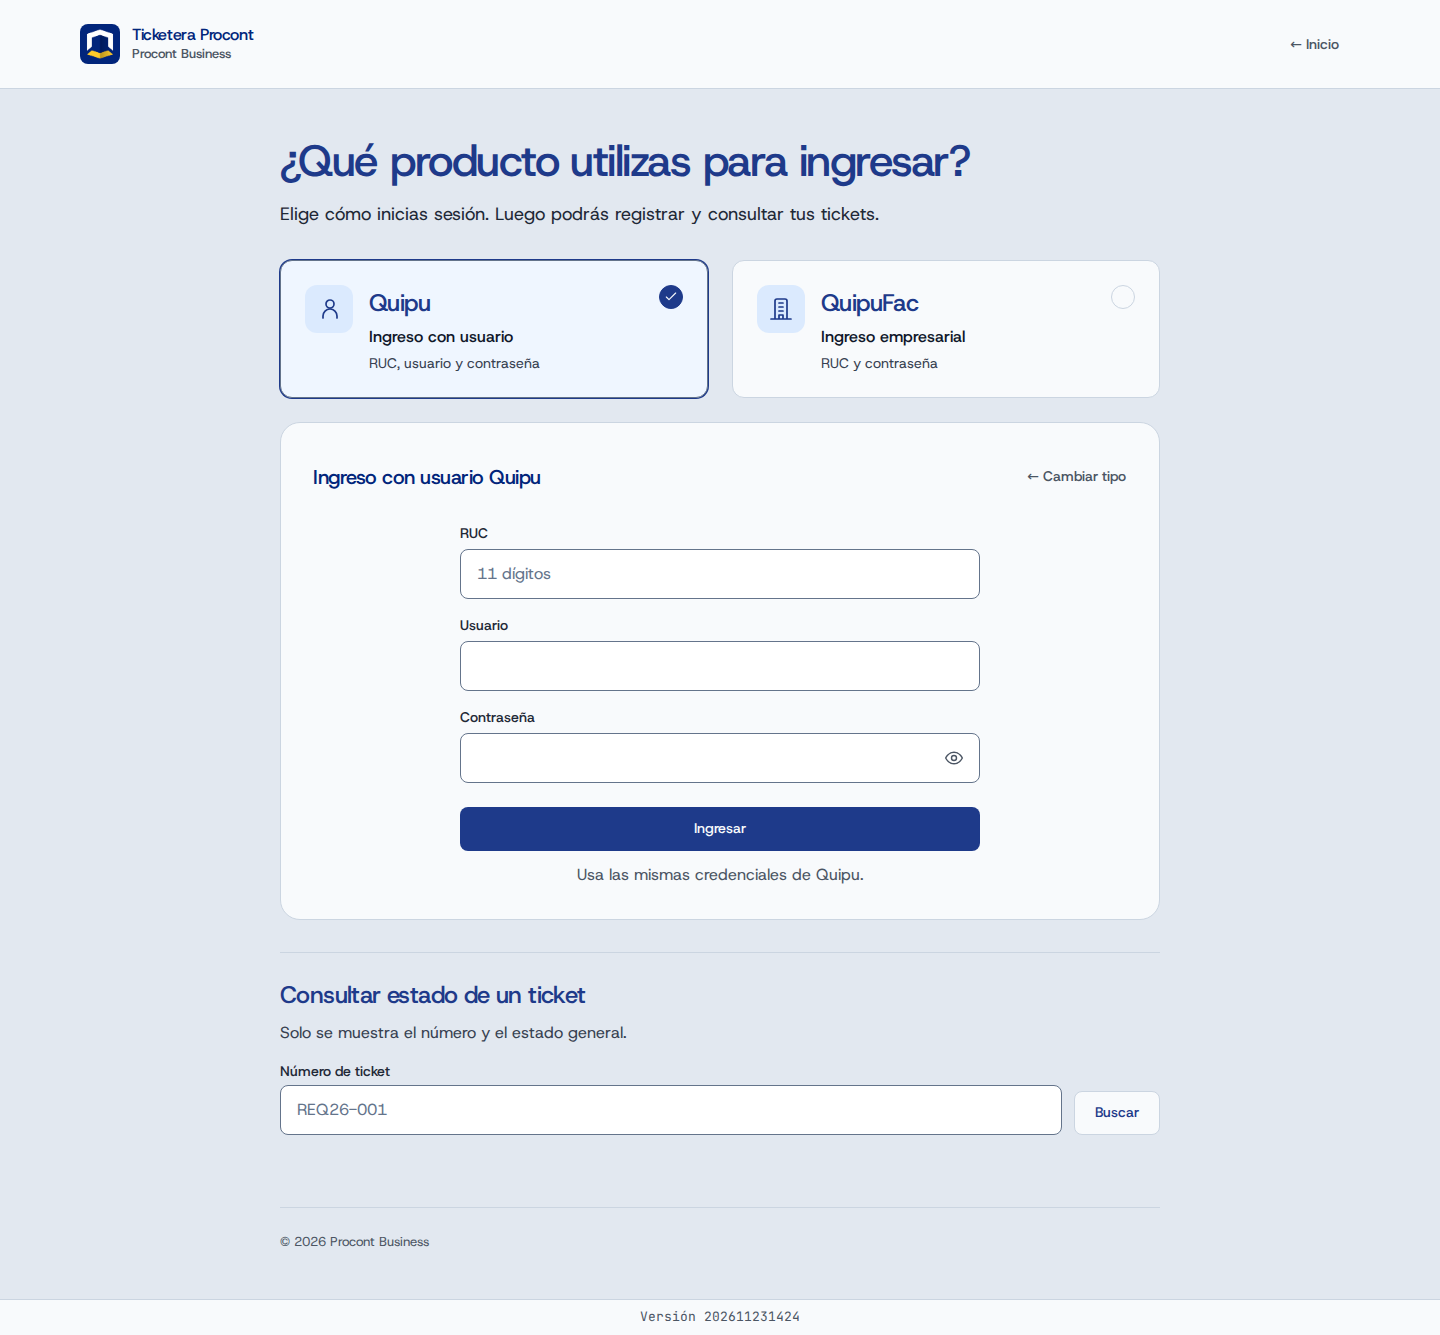 Ticketera Procont
Procont Business
← Inicio
¿Qué producto utilizas para ingresar?
Elige cómo inicias sesión. Luego podrás registrar y consultar tus tickets.
Quipu
Ingreso con usuario
RUC, usuario y contraseña
QuipuFac
Ingreso empresarial
RUC y contraseña
Ingreso con usuario Quipu
← Cambiar tipo
RUC
11 dígitos
Usuario
Contraseña
Ingresar
Usa las mismas credenciales de Quipu.
Consultar estado de un ticket
Solo se muestra el número y el estado general.
Número de ticket
REQ26-001
Buscar
© 2026 Procont Business
Versión 202611231424